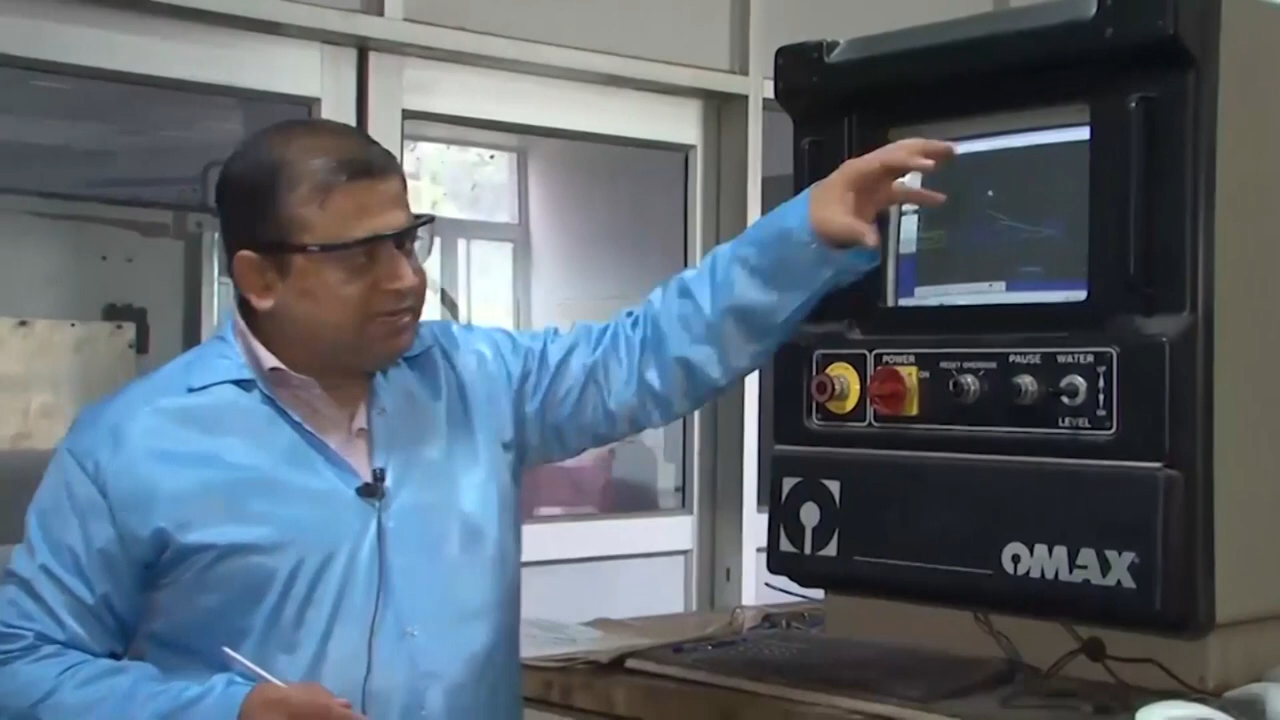 POWER
ON
RESET OVERRIDE
PAUSE
WATER
LEVEL
OMAX